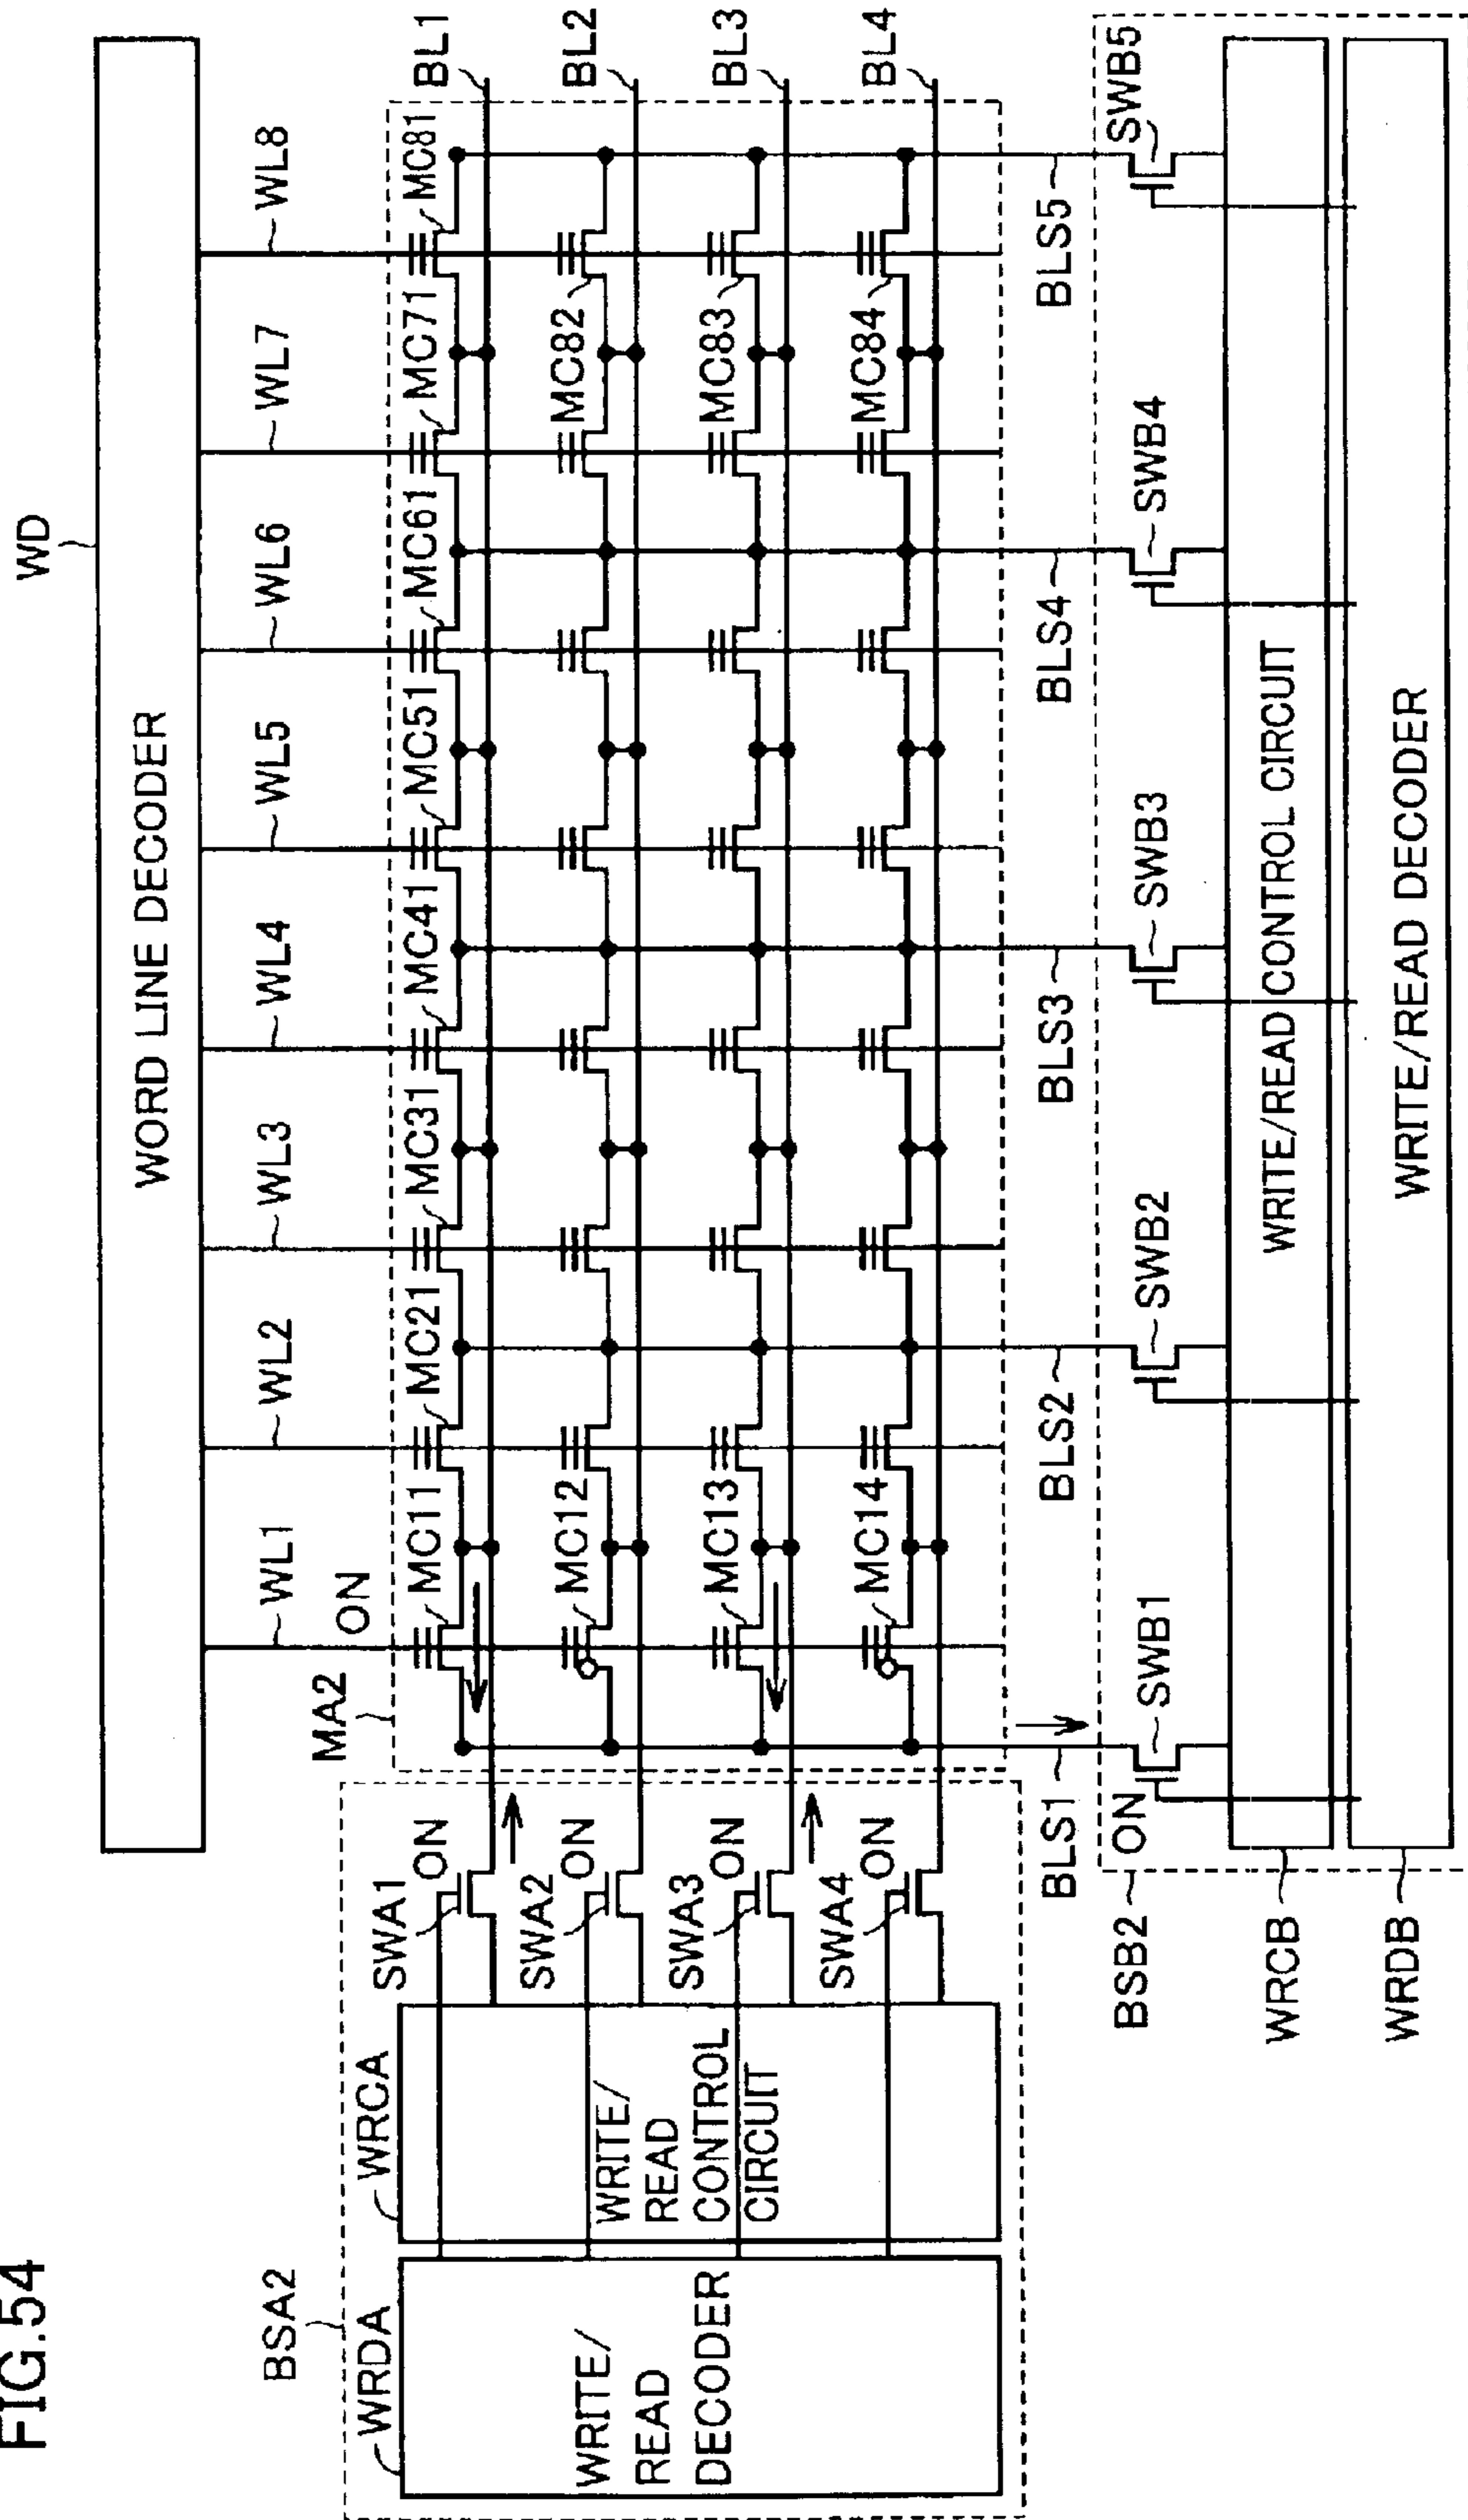 FIG.54
WD
WORD LINE DECODER
WL1
WL2
WL3
WL4
WL5
WL6
WL7
WL8
ON
MA2
BSA2
WRDA
WRCA
WRITE/
READ
DECODER
WRITE/
READ
CONTROL
CIRCUIT
SWA1
ON
SWA2
ON
SWA3
ON
SWA4
ON
MC11
MC21
MC31
MC41
MC51
MC61
MC71
MC81
BL1
MC12
MC82
BL2
MC13
MC83
BL3
MC14
MC84
BL4
BLS1
BLS2
BLS3
BLS4
BLS5
BSB2
ON
SWB1
SWB2
SWB3
SWB4
SWB5
WRCB
WRITE/READ CONTROL CIRCUIT
WRDB
WRITE/READ DECODER